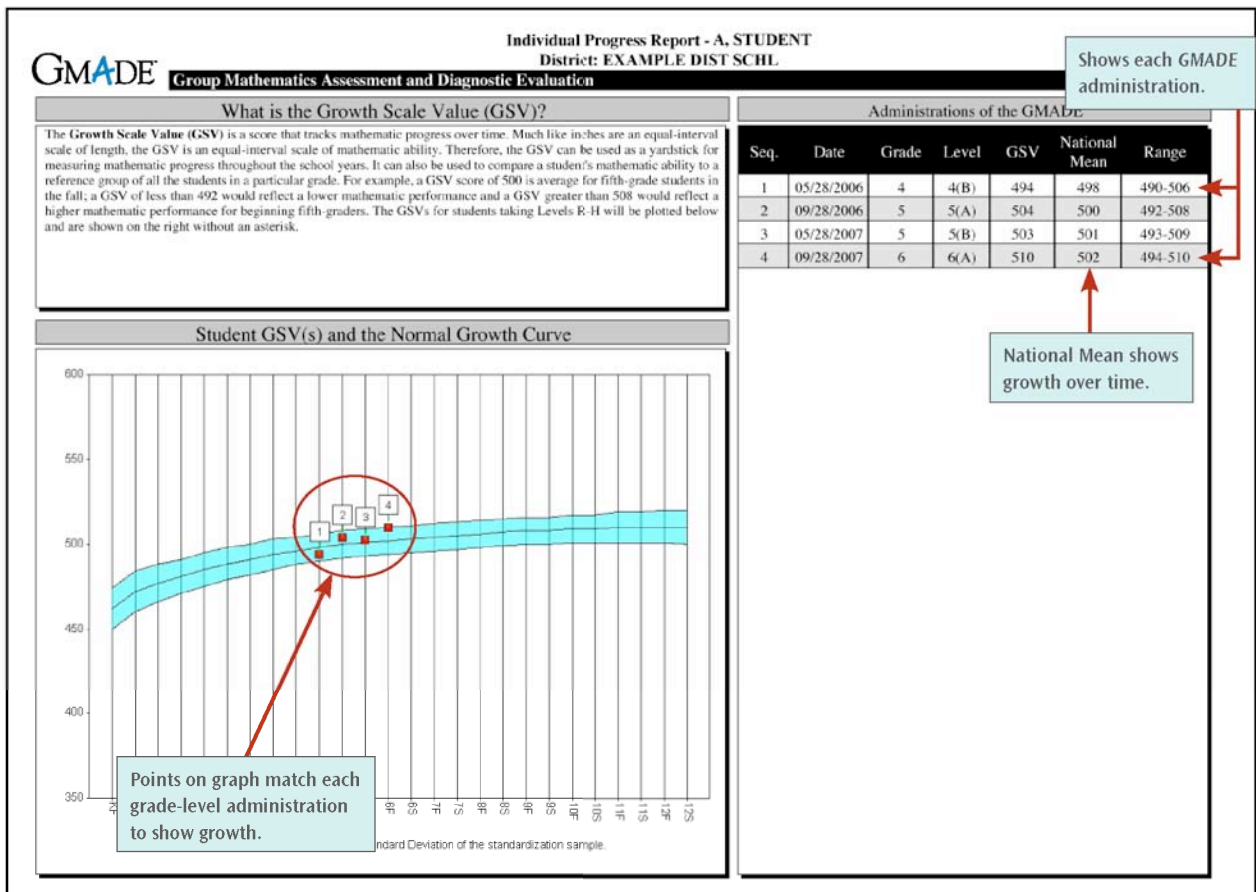 Individual Progress Report - A, STUDENT
District: EXAMPLE DIST SCHL
GMADE
Group Mathematics Assessment and Diagnostic Evaluation
Shows each GMADE
administration.
What is the Growth Scale Value (GSV)?
The Growth Scale Value (GSV) is a score that tracks mathematic progress over time. Much like inches are an equal-interval
scale of length, the GSV is an equal-interval scale of mathematic ability. Therefore, the GSV can be used as a yardstick for
measuring mathematic progress throughout the school years. It can also be used to compare a student's mathematic ability to a
reference group of all the students in a particular grade. For example, a GSV score of 500 is average for fifth-grade students in
the fall; a GSV of less than 492 would reflect a lower mathematic performance and a GSV greater than 508 would reflect a
higher mathematic performance for beginning fifth-graders. The GSVs for students taking Levels R-H will be plotted below
and are shown on the right without an asterisk.
Administrations of the GMADE
Seq. Date Grade Level GSV National Mean Range
1 05/28/2006 4 4(B) 494 498 490-506
2 09/28/2006 5 5(A) 504 500 492-508
3 05/28/2007 5 5(B) 503 501 493-509
4 09/28/2007 6 6(A) 510 502 494-510
National Mean shows
growth over time.
Student GSV(s) and the Normal Growth Curve
600
550
500
450
400
350
1 2 3 4
6F 6S 7F 7S 8F 8S 9F 9S 10F 10S 11F 11S 12F 12S
Points on graph match each
grade-level administration
to show growth.
Deviation of the standardization sample.